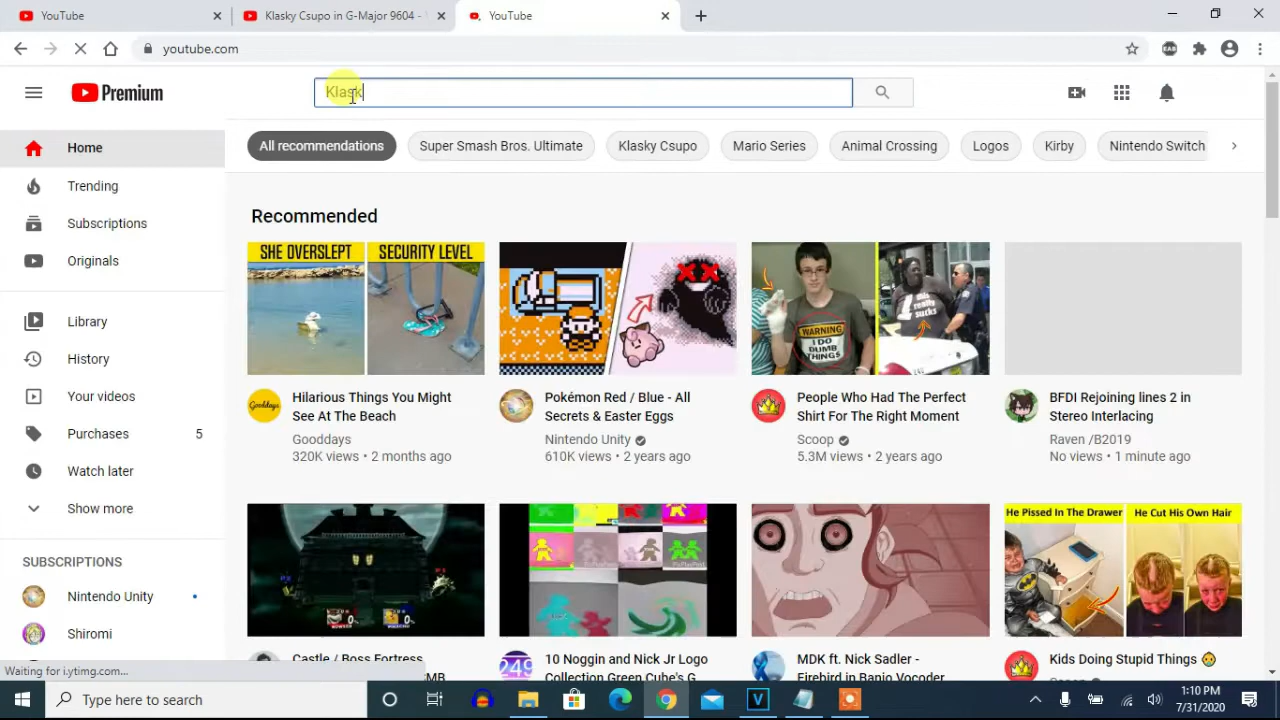 YouTube
Klasky Csupo in G-Major 9604 -
YouTube
youtube.com
Premium
Klask
Home
Trending
Subscriptions
Originals
Library
History
Your videos
Purchases 5
Watch later
Show more
SUBSCRIPTIONS
Nintendo Unity
Shiromi
All recommendations
Super Smash Bros. Ultimate
Klasky Csupo
Mario Series
Animal Crossing
Logos
Kirby
Nintendo Switch
Recommended
SHE OVERSLEPT
SECURITY LEVEL
Hilarious Things You Might
See At The Beach
Gooddays
320K views • 2 months ago
Pokémon Red / Blue - All
Secrets & Easter Eggs
Nintendo Unity
610K views • 2 years ago
WARNING
I DO
DUMB
THINGS
People Who Had The Perfect
Shirt For The Right Moment
Scoop
5.3M views • 2 years ago
BFDI Rejoining lines 2 in
Stereo Interlacing
Raven /B2019
No views • 1 minute ago
Castle / Boss Fortress
249
10 Noggin and Nick Jr Logo
Collection Green Cube's G
MDK ft. Nick Sadler -
Firebird in Banjo Vocoder
He Pissed In The Drawer
He Cut His Own Hair
Kids Doing Stupid Things
Waiting for i.ytimg.com...
Type here to search
1:10 PM
7/31/2020